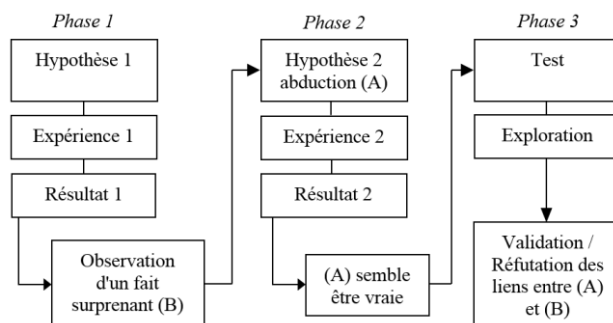 Phase 1
Hypothèse 1
Expérience 1
Résultat 1
Observation
d'un fait
surprenant (B)
Phase 2
Hypothèse 2
abduction (A)
Expérience 2
Résultat 2
(A) semble
être vraie
Phase 3
Test
Exploration
Validation /
Réfutation des
liens entre (A)
et (B)